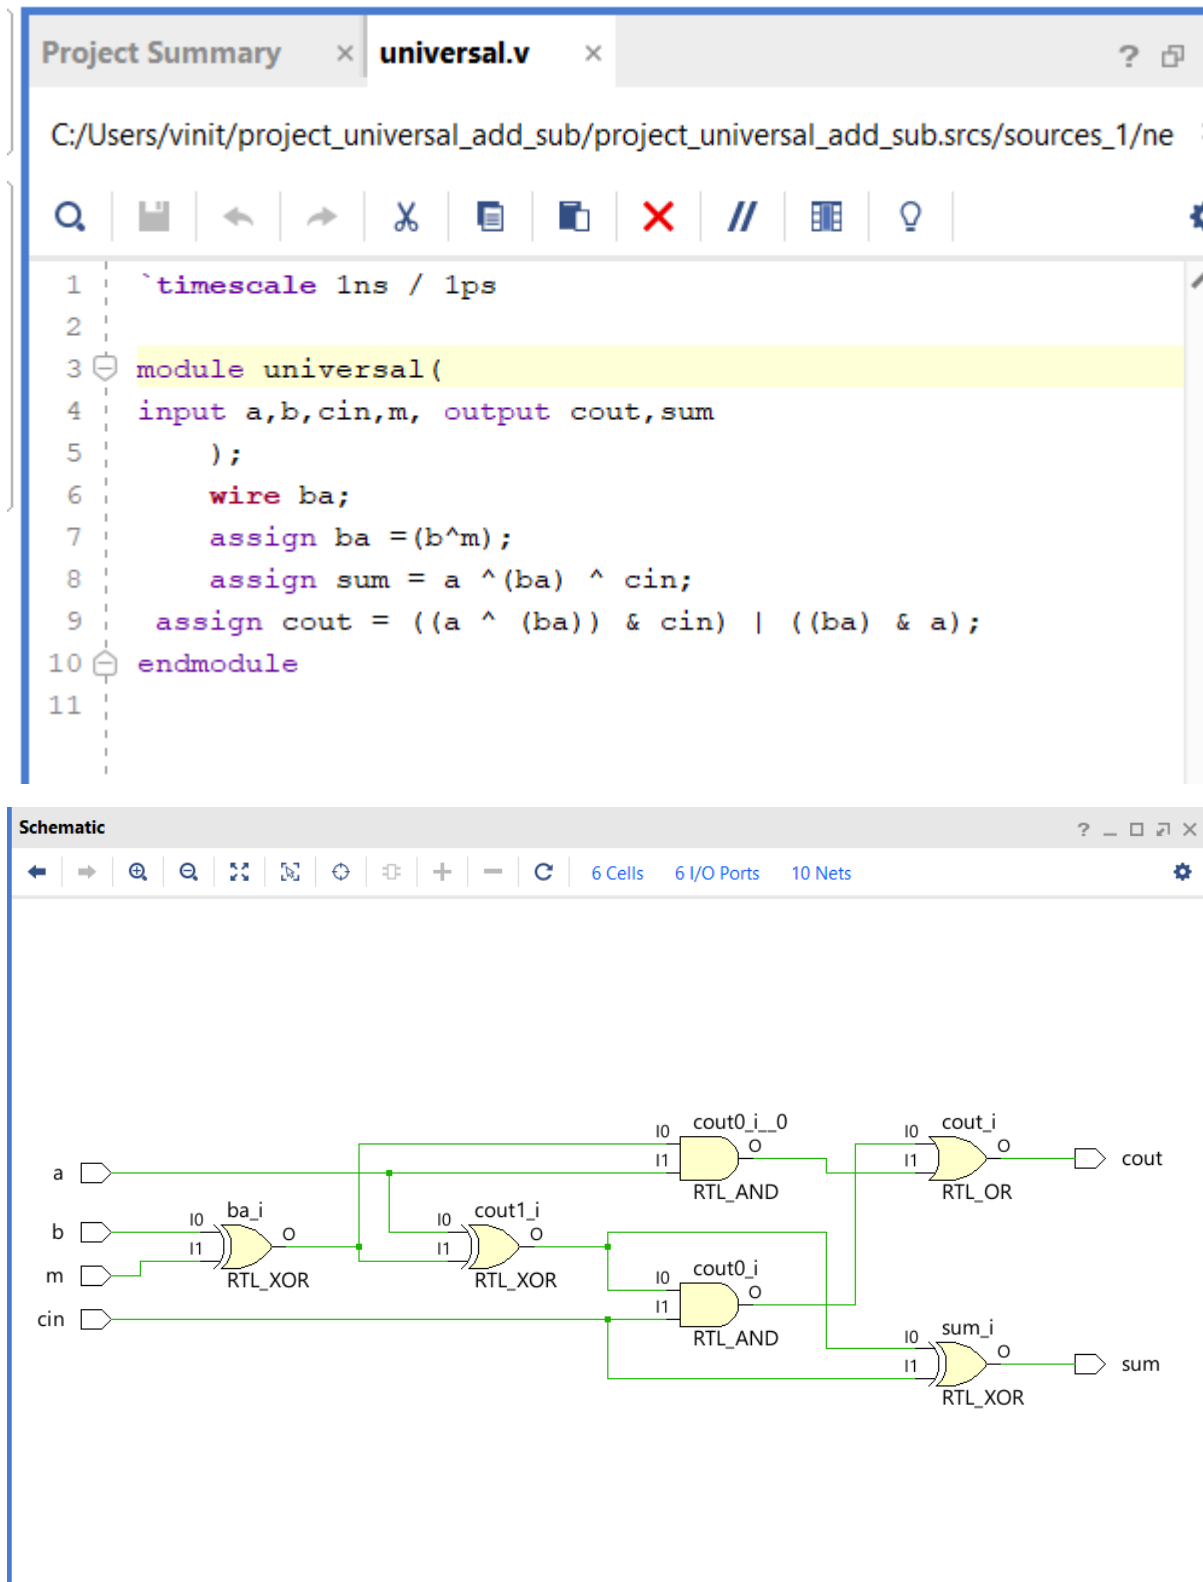 Project Summary × universal.v × ?
C:/Users/vinit/project_universal_add_sub/project_universal_add_sub.srcs/sources_1/ne
1 `timescale 1ns / 1ps
2
3 module universal(
4 input a,b,cin,m, output cout,sum
5 );
6 wire ba;
7 assign ba =(b^m);
8 assign sum = a ^(ba) ^ cin;
9 assign cout = ((a ^ (ba)) & cin) | ((ba) & a);
10 endmodule
11
Schematic ?
6 Cells 6 I/O Ports 10 Nets
cout0_i__0 cout_i
I0 O I0 O
a I1 I1 cout
RTL_AND RTL_OR
ba_i cout1_i
b I0 O I0 O
m I1 I1
RTL_XOR RTL_XOR
cout0_i
I0 O
cin I1
RTL_AND
sum_i
I0 O
I1 sum
RTL_XOR